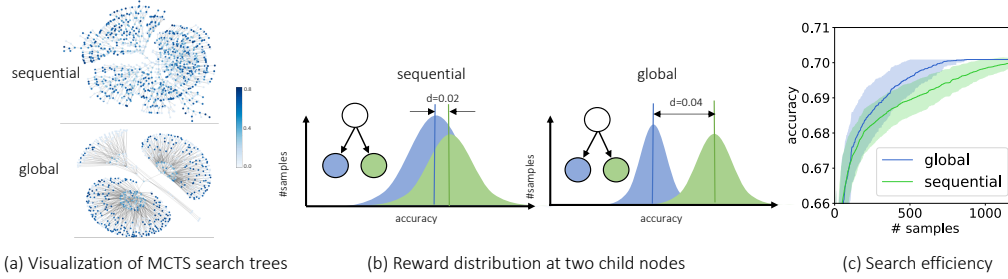 sequential
global
0.8
0.4
0.0
(a) Visualization of MCTS search trees
sequential
d=0.02
#samples
accuracy
global
d=0.04
#samples
accuracy
(b) Reward distribution at two child nodes
0.71
0.70
0.69
0.68
0.67
0.66
accuracy
global
sequential
0
500
1000
# samples
(c) Search efficiency